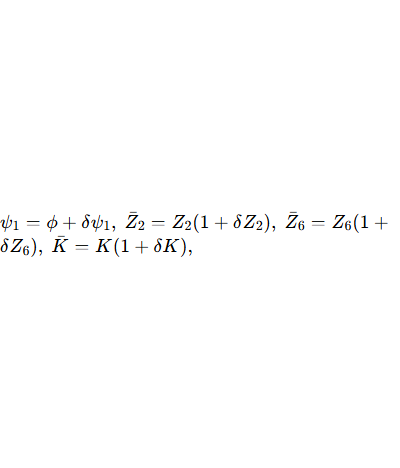 ψ₁ = ϕ + δψ₁, Z̄₂ = Z₂(1 + δZ₂), Z̄₆ = Z₆(1 +
δZ₆), K̄ = K(1 + δK),